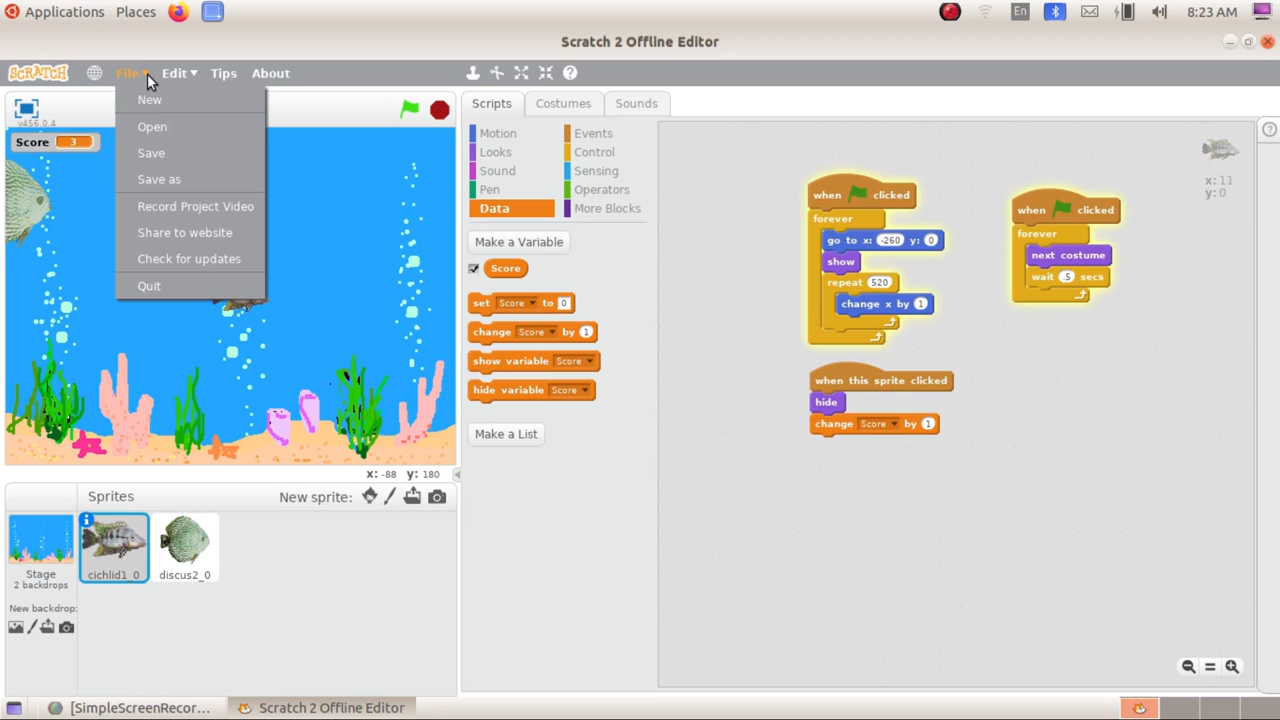 Applications Places En 8:23 AM
Scratch 2 Offline Editor
SCRATCH File Edit Tips About
New
Open
Save
Save as
Record Project Video
Share to website
Check for updates
Quit
v456.0.4
Score 3
x: -88 y: 180
Sprites New sprite:
Stage
2 backdrops
New backdrop:
cichlid1_0
discus2_0
Scripts Costumes Sounds
Motion Events
Looks Control
Sound Sensing
Pen Operators
Data More Blocks
Make a Variable
Score
set Score to 0
change Score by 1
show variable Score
hide variable Score
Make a List
when clicked
forever
go to x: -260 y: 0
show
repeat 520
change x by 1
when this sprite clicked
hide
change Score by 1
when clicked
forever
next costume
wait .5 secs
x: 11
y: 0
[SimpleScreenRecor... Scratch 2 Offline Editor